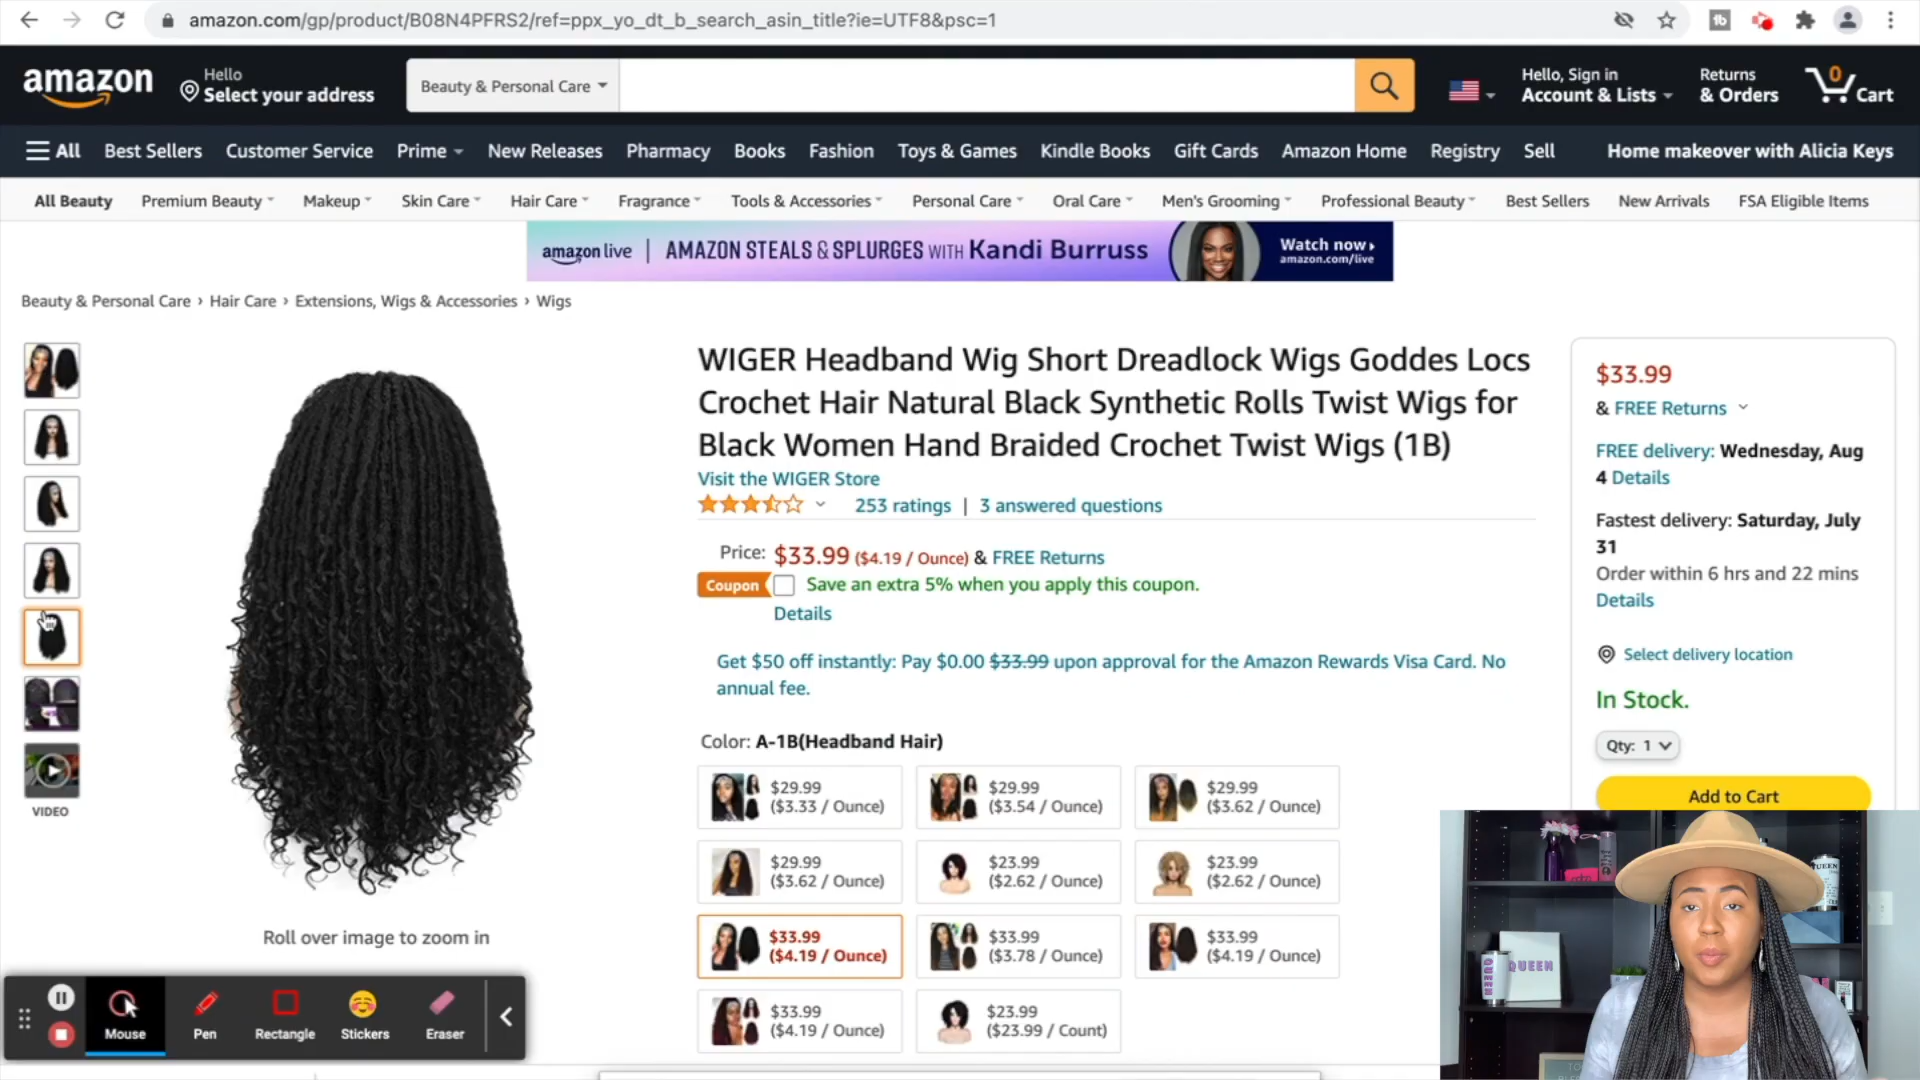 amazon.com/gp/product/B08N4PFRS2/ref=ppx_yo_dt_b_search_asin_title?ie=UTF8&psc=1
amazon
Hello
Select your address
Beauty & Personal Care
Hello, Sign in
Account & Lists
Returns
& Orders
0
Cart
All
Best Sellers
Customer Service
Prime
New Releases
Pharmacy
Books
Fashion
Toys & Games
Kindle Books
Gift Cards
Amazon Home
Registry
Sell
Home makeover with Alicia Keys
All Beauty
Premium Beauty
Makeup
Skin Care
Hair Care
Fragrance
Tools & Accessories
Personal Care
Oral Care
Men's Grooming
Professional Beauty
Best Sellers
New Arrivals
FSA Eligible Items
amazon live | AMAZON STEALS & SPLURGES WITH Kandi Burruss
Watch now
amazon.com/live
Beauty & Personal Care › Hair Care › Extensions, Wigs & Accessories › Wigs
VIDEO
Roll over image to zoom in
WIGER Headband Wig Short Dreadlock Wigs Goddes Locs
Crochet Hair Natural Black Synthetic Rolls Twist Wigs for
Black Women Hand Braided Crochet Twist Wigs (1B)
Visit the WIGER Store
253 ratings | 3 answered questions
Price: $33.99 ($4.19 / Ounce) & FREE Returns
Coupon Save an extra 5% when you apply this coupon.
Details
Get $50 off instantly: Pay $0.00 $33.99 upon approval for the Amazon Rewards Visa Card. No
annual fee.
Color: A-1B(Headband Hair)
$29.99
($3.33 / Ounce)
$29.99
($3.54 / Ounce)
$29.99
($3.62 / Ounce)
$29.99
($3.62 / Ounce)
$23.99
($2.62 / Ounce)
$23.99
($2.62 / Ounce)
$33.99
($4.19 / Ounce)
$33.99
($3.78 / Ounce)
$33.99
($4.19 / Ounce)
$33.99
($4.19 / Ounce)
$23.99
($23.99 / Count)
$33.99
& FREE Returns
FREE delivery: Wednesday, Aug
4 Details
Fastest delivery: Saturday, July
31
Order within 6 hrs and 22 mins
Details
Select delivery location
In Stock.
Qty: 1
Add to Cart
Mouse
Pen
Rectangle
Stickers
Eraser
QUEEN
QUEEN
QUEEN